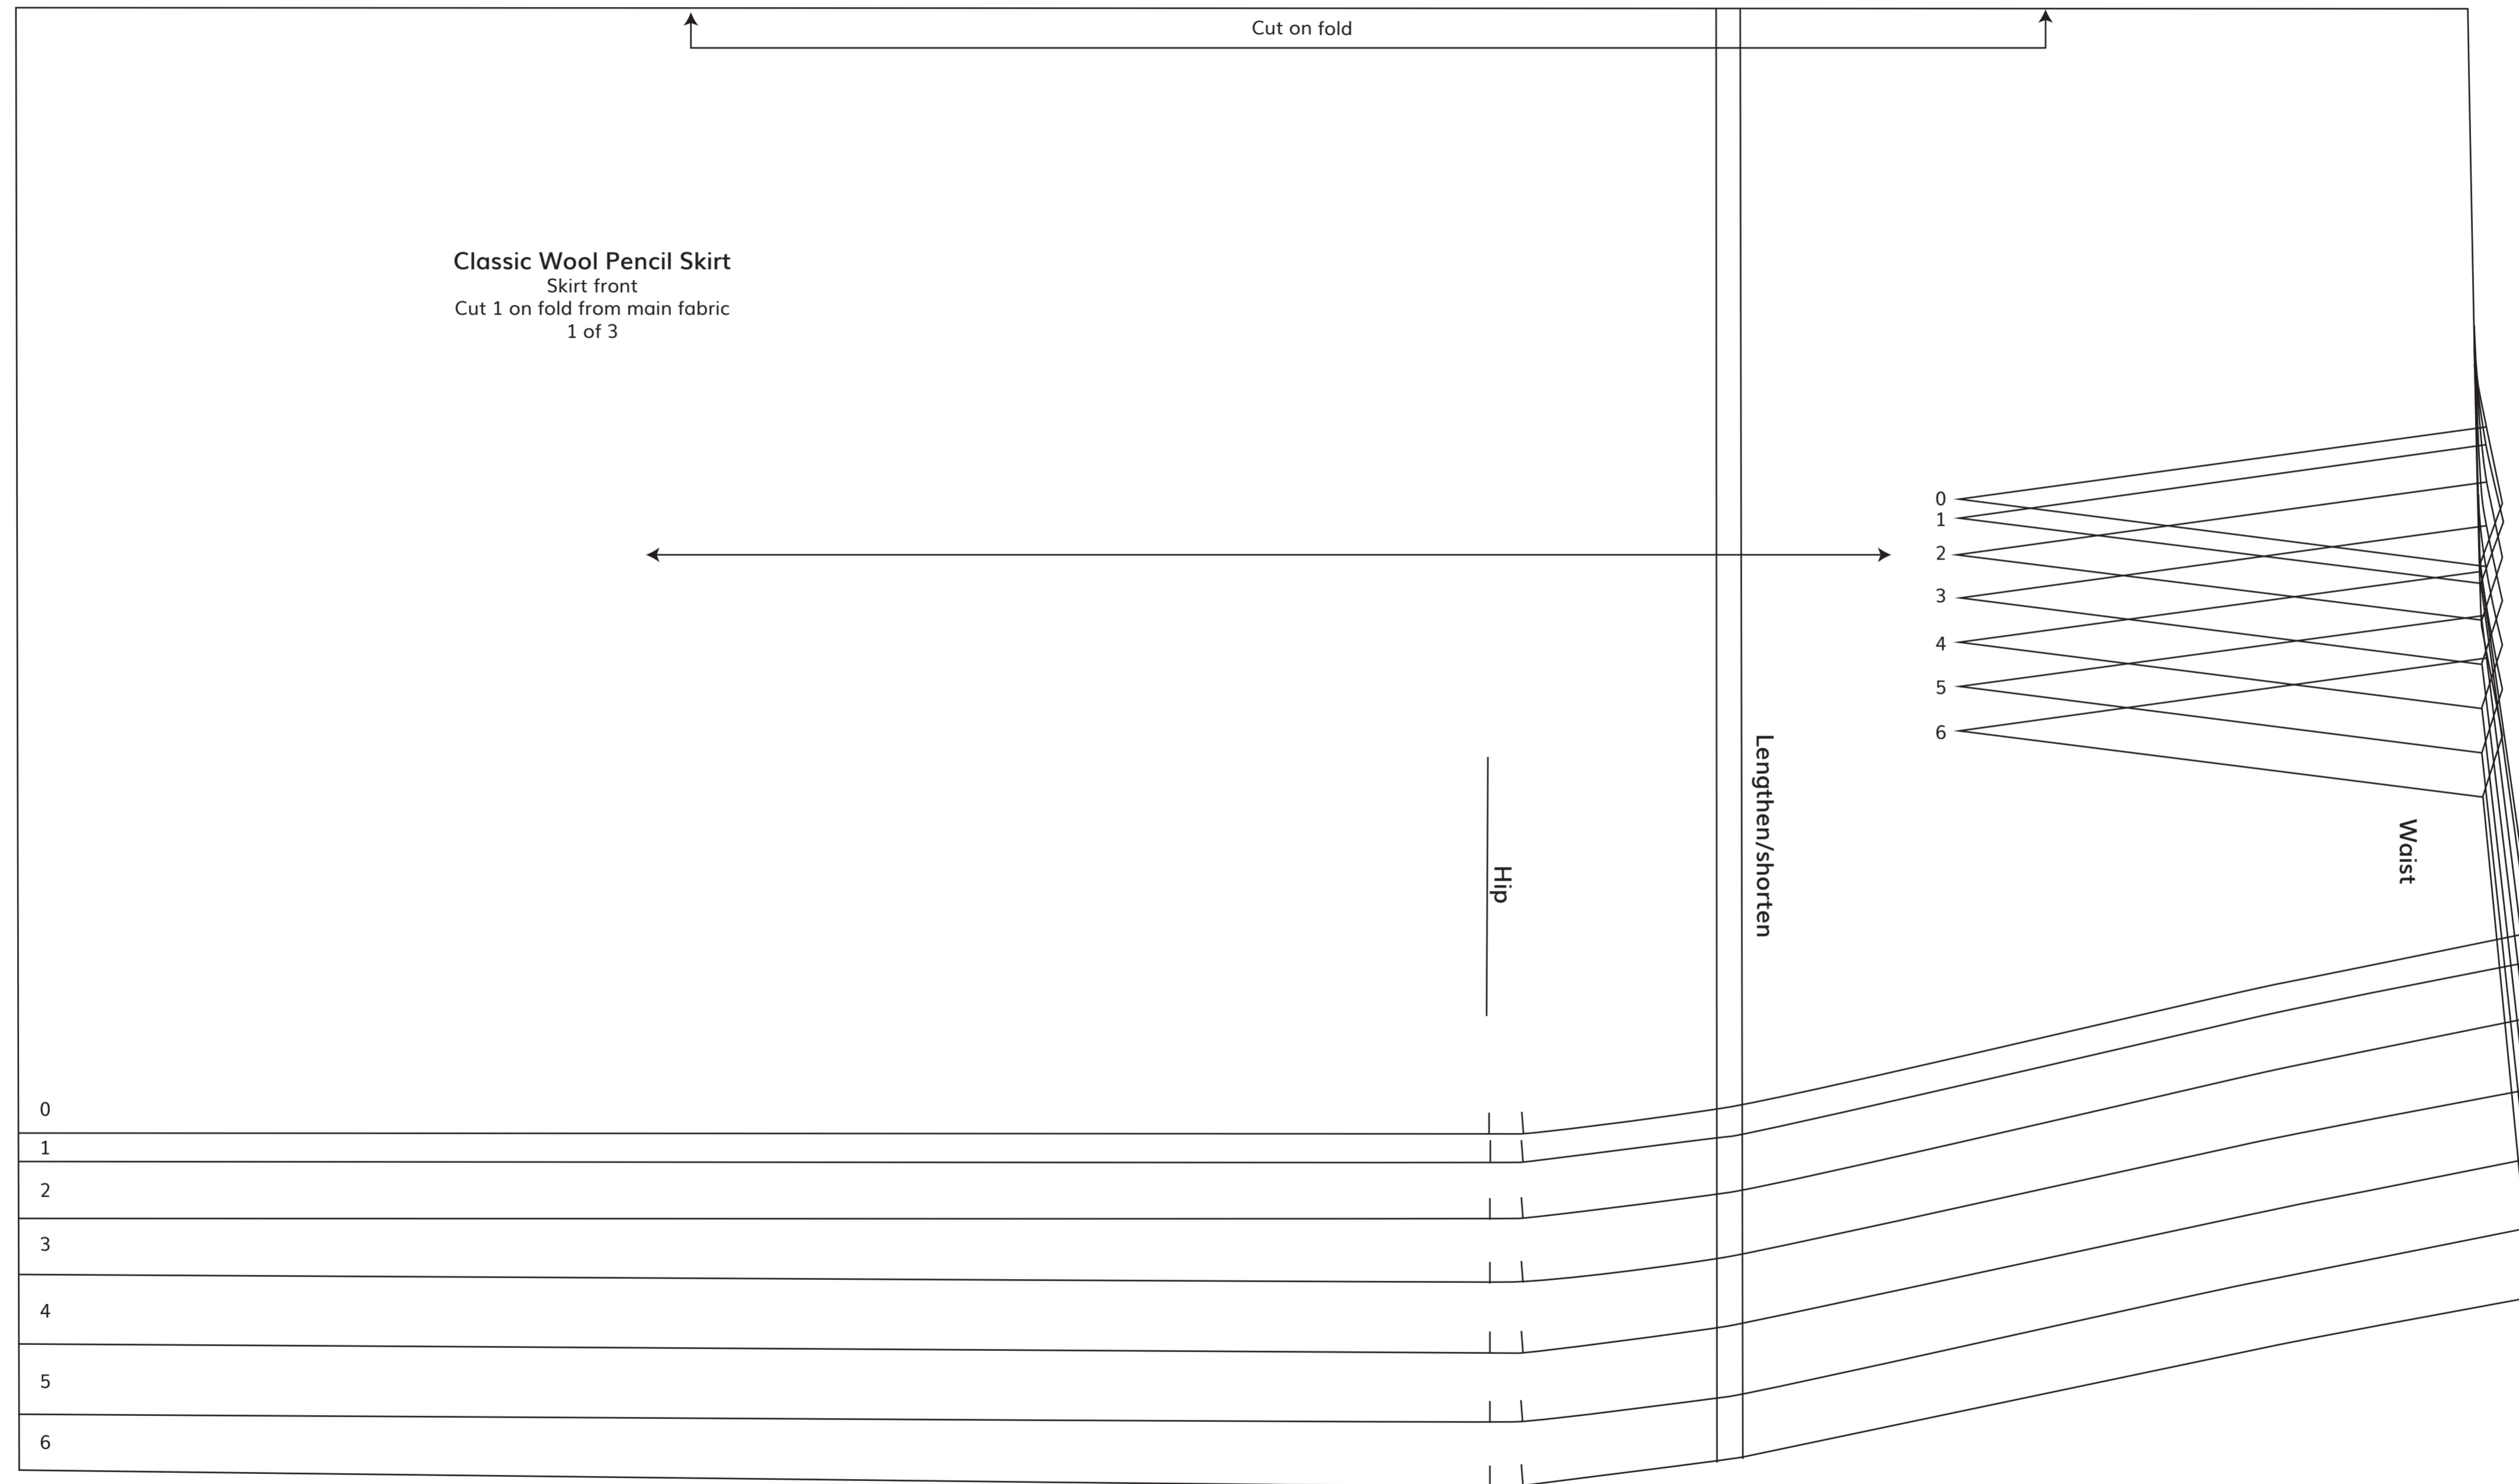 Cut on fold
Classic Wool Pencil Skirt
Skirt front
Cut 1 on fold from main fabric
1 of 3
0
1
2
3
4
5
6
Lengthen/shorten
Waist
Hip
0
1
2
3
4
5
6